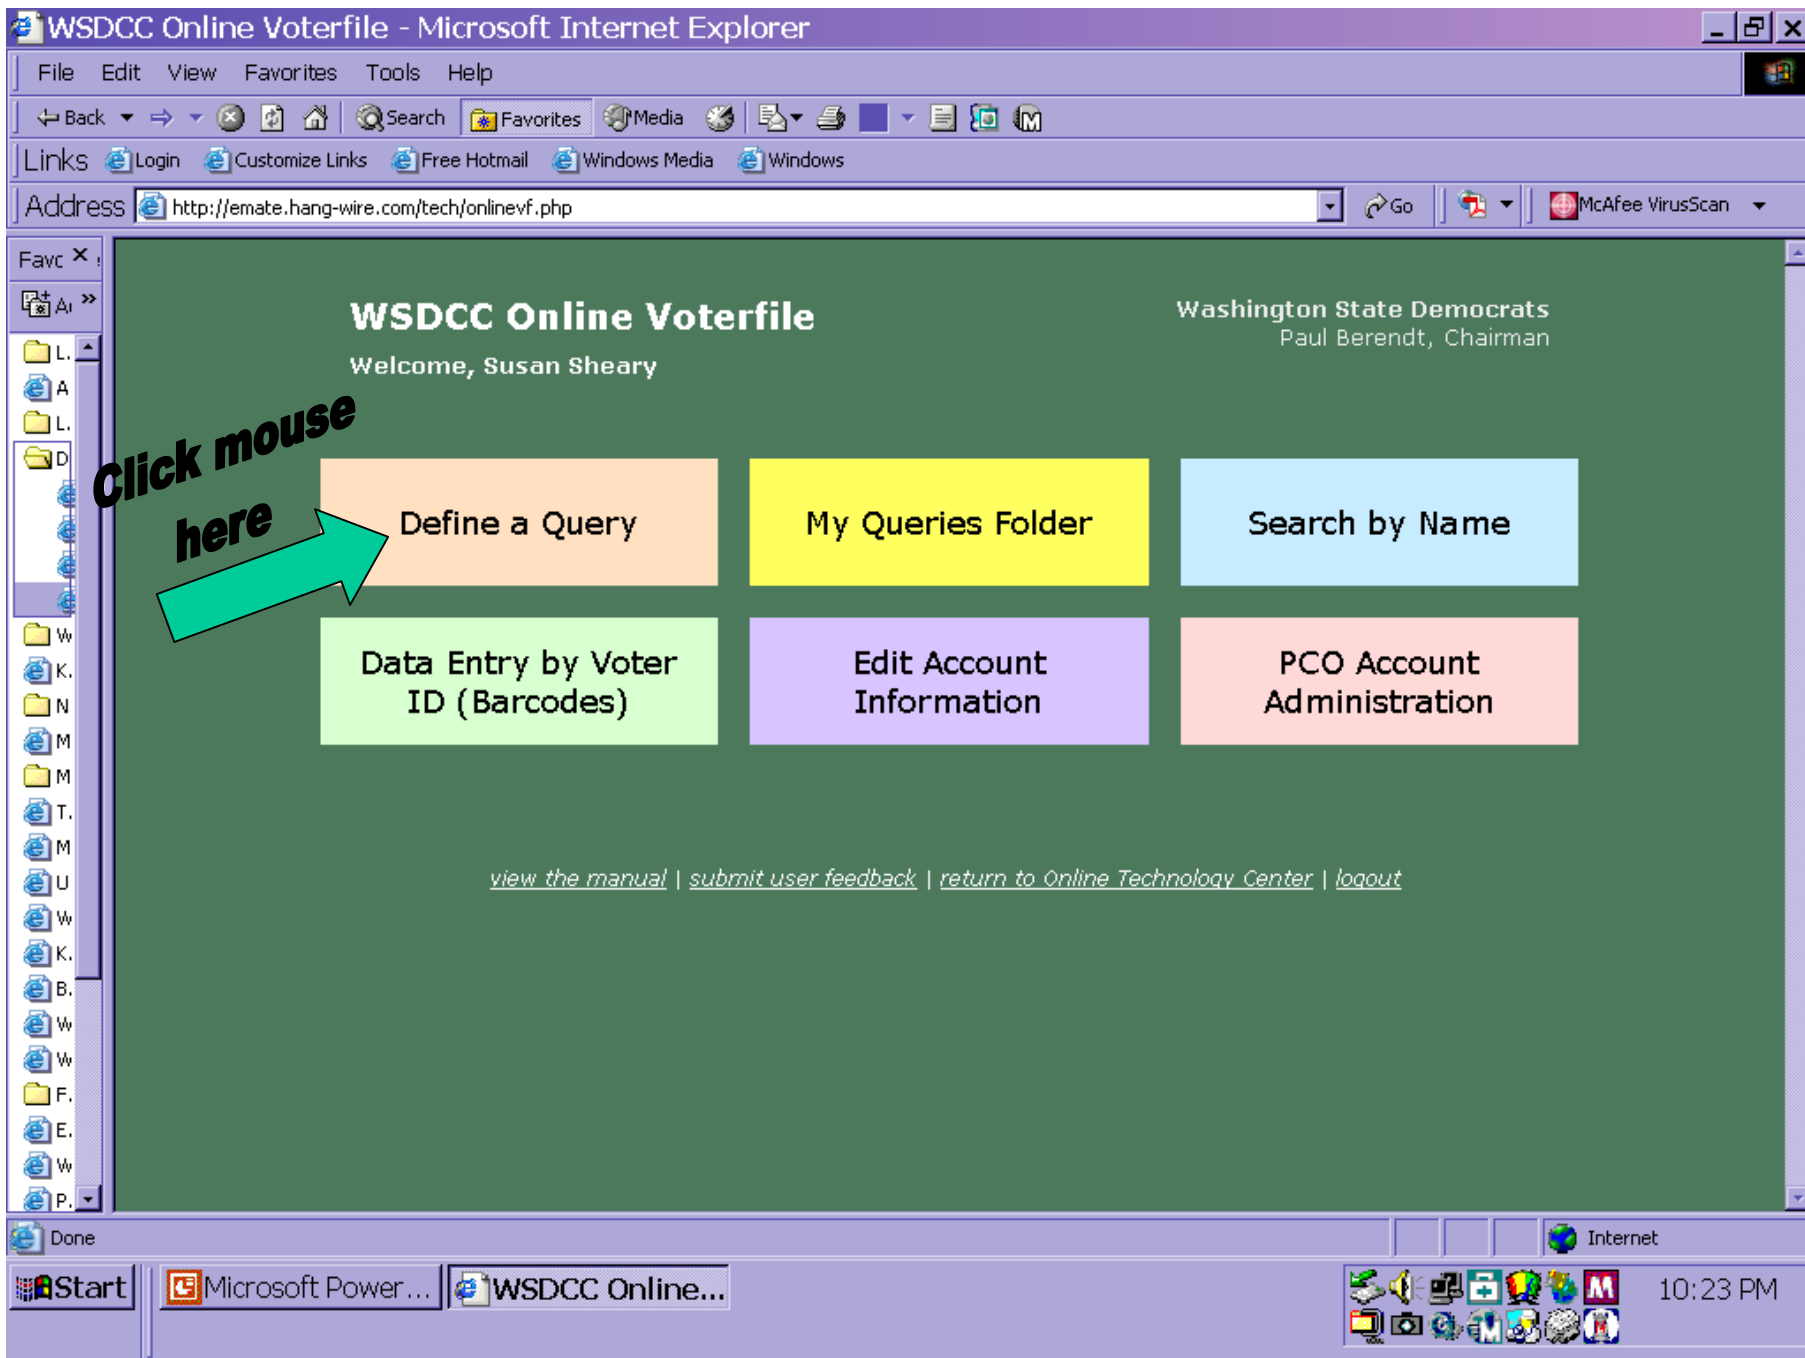 WSDCC Online Voterfile - Microsoft Internet Explorer
File Edit View Favorites Tools Help
Back Search Favorites Media
Links Login Customize Links Free Hotmail Windows Media Windows
Address http://emate.hang-wire.com/tech/onlinevf.php Go McAfee VirusScan
Favc
WSDCC Online Voterfile
Washington State Democrats
Paul Berendt, Chairman
Welcome, Susan Sheary
Click mouse
here
Define a Query
My Queries Folder
Search by Name
Data Entry by Voter
ID (Barcodes)
Edit Account
Information
PCO Account
Administration
view the manual | submit user feedback | return to Online Technology Center | logout
L.
A
L.
D
W
K.
N
M
M
T.
M
U
W
K.
B.
W
W
F.
E.
W
P.
Done
Internet
Start Microsoft Power... WSDCC Online... 10:23 PM